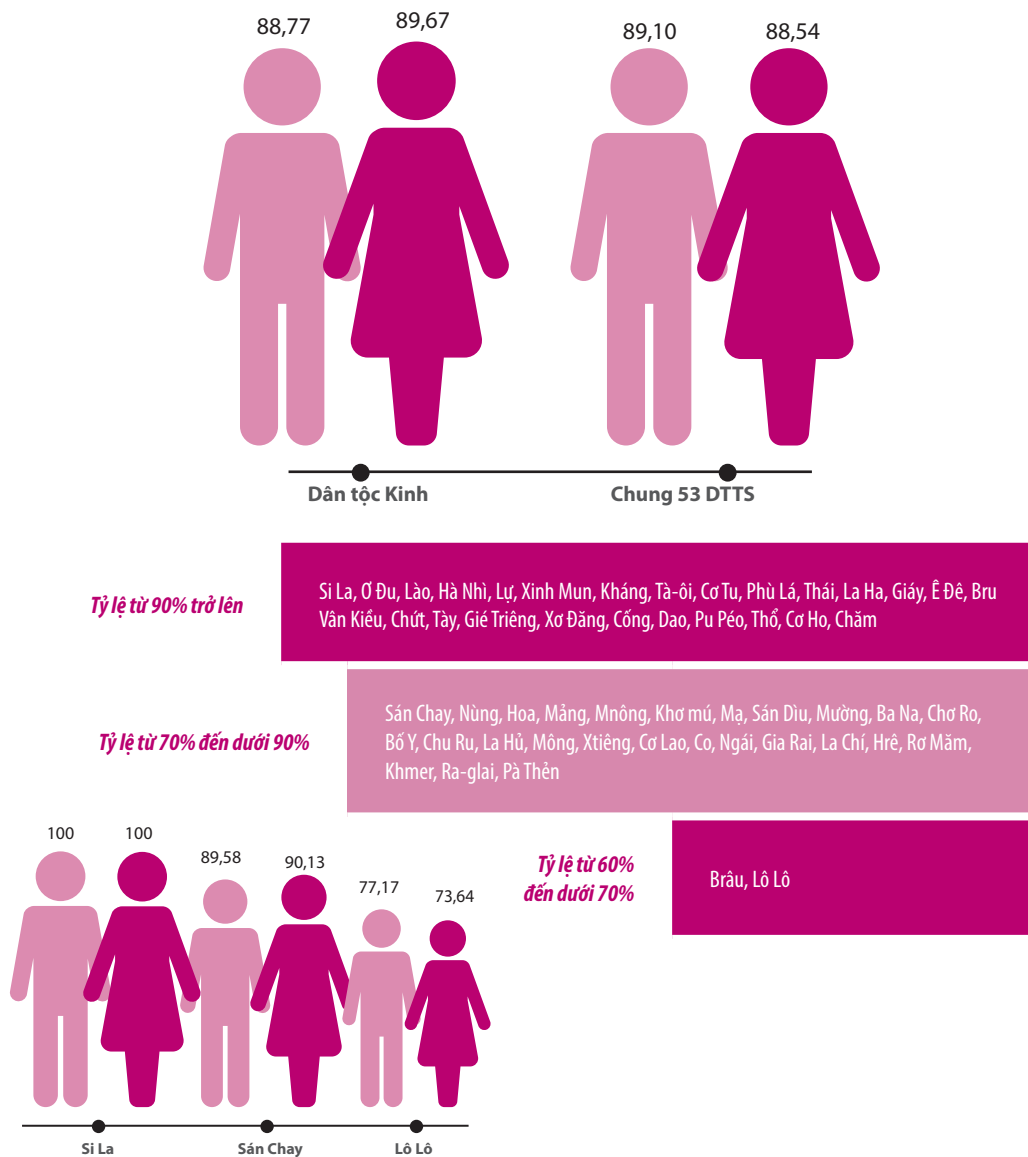 88,77
89,67
89,10
88,54
Dân tộc Kinh
Chung 53 DTTS
Tỷ lệ từ 90% trở lên
Si La, Ơ Đu, Lào, Hà Nhì, Lự, Xinh Mun, Kháng, Tà-ôi, Cơ Tu, Phù Lá, Thái, La Ha, Giáy, Ê Đê, Bru
Vân Kiều, Chứt, Tày, Gié Triêng, Xơ Đăng, Cống, Dao, Pu Péo, Thổ, Cơ Ho, Chăm
Tỷ lệ từ 70% đến dưới 90%
Sán Chay, Nùng, Hoa, Mảng, Mnông, Khơ mú, Mạ, Sán Dìu, Mường, Ba Na, Chơ Ro,
Bố Y, Chu Ru, La Hủ, Mông, Xtiêng, Cơ Lao, Co, Ngái, Gia Rai, La Chí, Hrê, Rơ Măm,
Khmer, Ra-glai, Pà Thẻn
Tỷ lệ từ 60%
đến dưới 70%
Brâu, Lô Lô
100
100
89,58
90,13
77,17
73,64
Si La
Sán Chay
Lô Lô